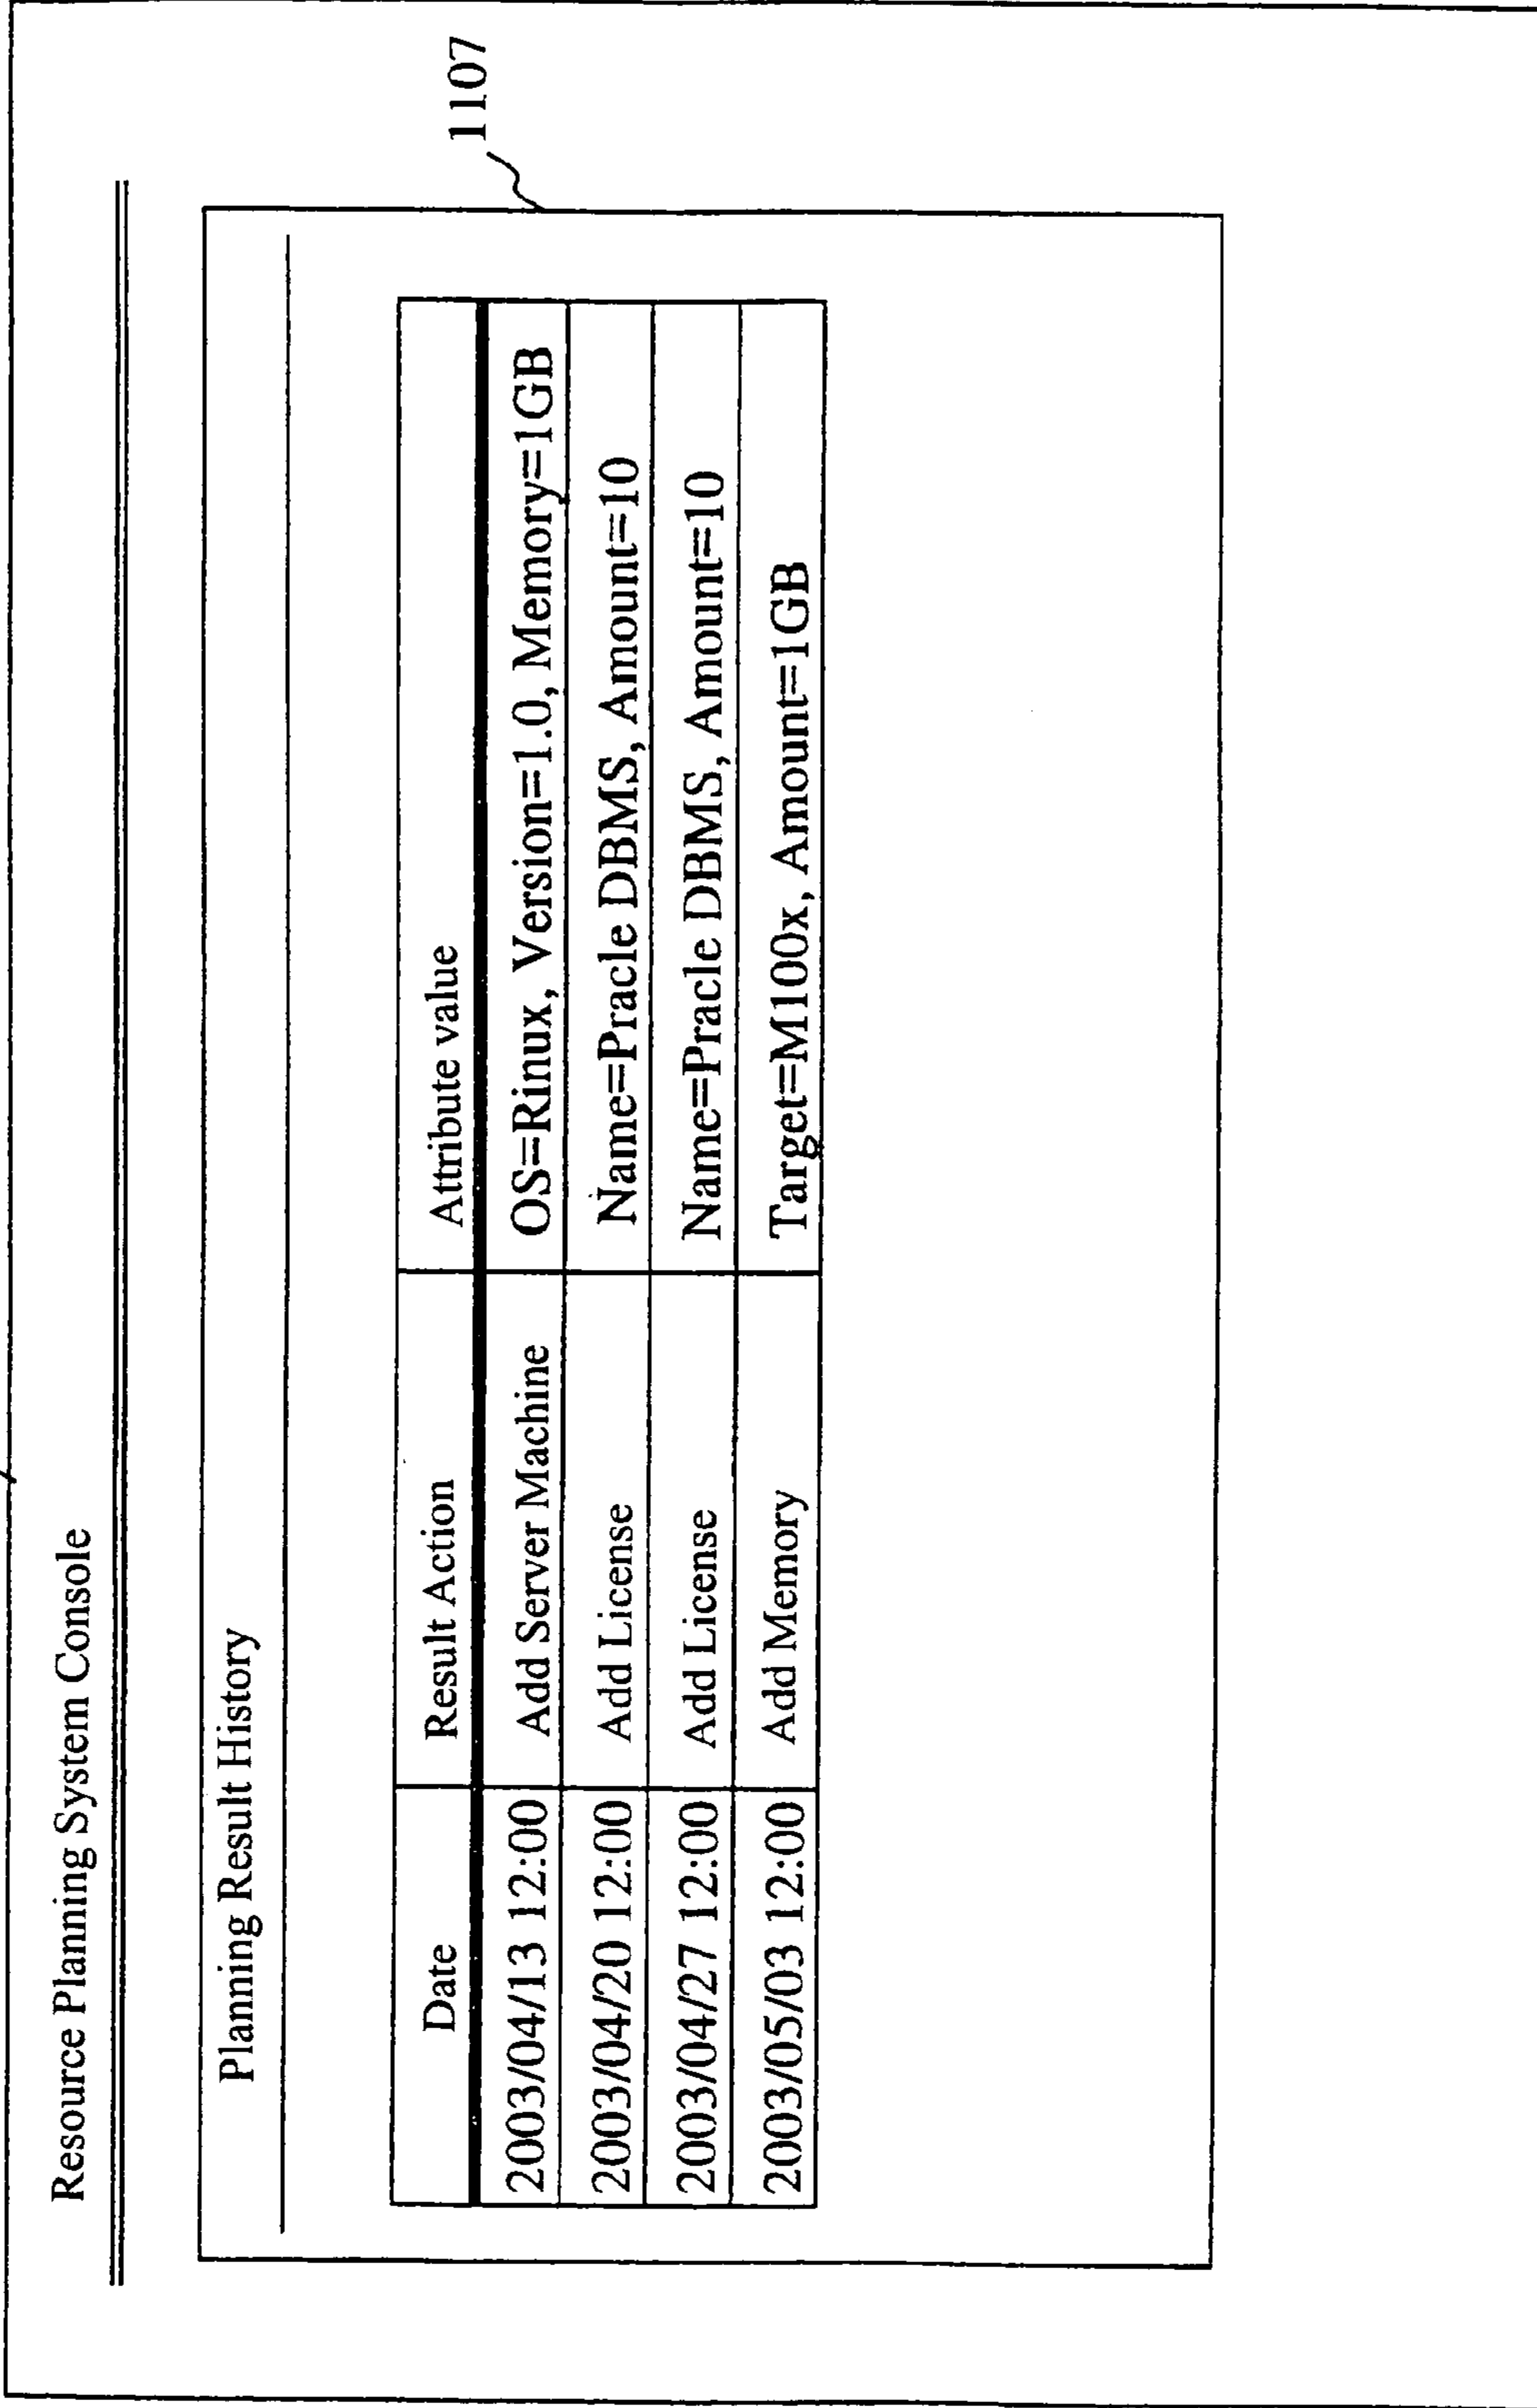 Resource Planning System Console
1107
Planning Result History
Date Result Action Attribute value
2003/04/13 12:00 Add Server Machine OS=Rinux, Version=1.0, Memory=1GB
2003/04/20 12:00 Add License Name=Pracle DBMS, Amount=10
2003/04/27 12:00 Add License Name=Pracle DBMS, Amount=10
2003/05/03 12:00 Add Memory Target=M100x, Amount=1GB